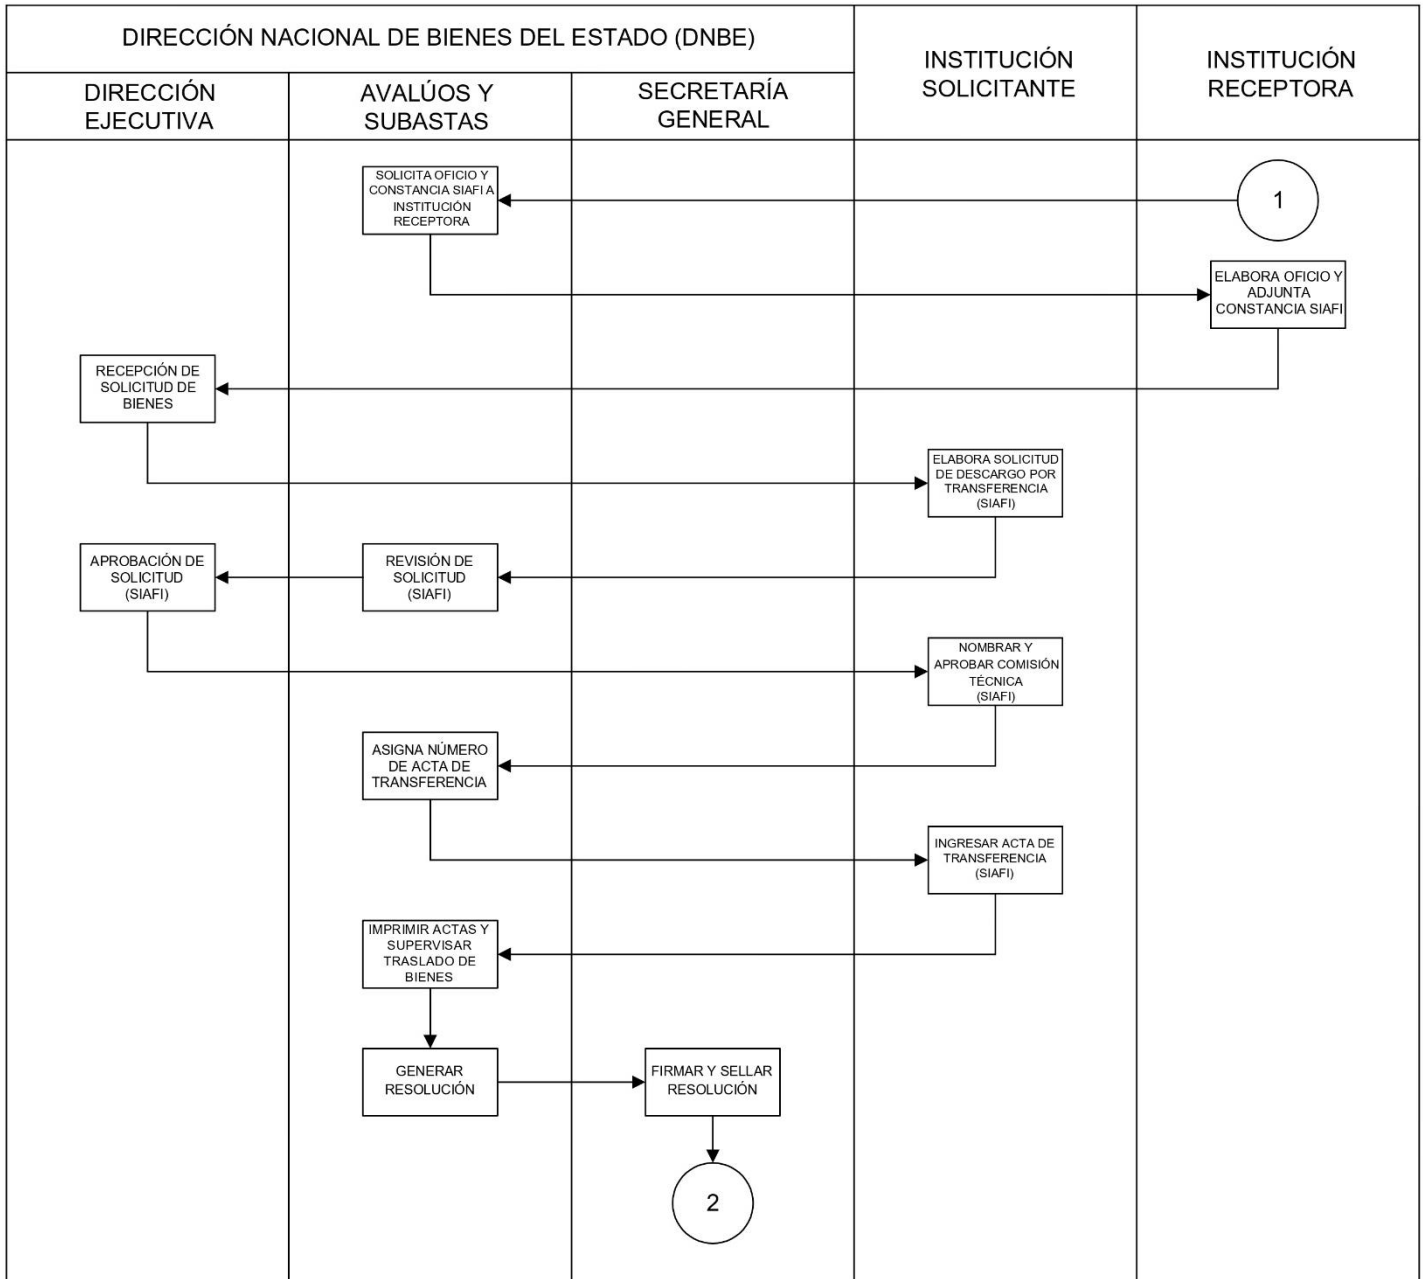 DIRECCIÓN NACIONAL DE BIENES DEL ESTADO (DNBE)
INSTITUCIÓN
SOLICITANTE
INSTITUCIÓN
RECEPTORA
DIRECCIÓN
EJECUTIVA
AVALÚOS Y
SUBASTAS
SECRETARÍA
GENERAL
SOLICITA OFICIO Y
CONSTANCIA SIAFI A
INSTITUCIÓN
RECEPTORA
1
ELABORA OFICIO Y
ADJUNTA
CONSTANCIA SIAFI
RECEPCIÓN DE
SOLICITUD DE
BIENES
ELABORA SOLICITUD
DE DESCARGO POR
TRANSFERENCIA
(SIAFI)
APROBACIÓN DE
SOLICITUD
(SIAFI)
REVISIÓN DE
SOLICITUD
(SIAFI)
NOMBRAR Y
APROBAR COMISIÓN
TÉCNICA
(SIAFI)
ASIGNA NÚMERO
DE ACTA DE
TRANSFERENCIA
INGRESAR ACTA DE
TRANSFERENCIA
(SIAFI)
IMPRIMIR ACTAS Y
SUPERVISAR
TRASLADO DE
BIENES
GENERAR
RESOLUCIÓN
FIRMAR Y SELLAR
RESOLUCIÓN
2